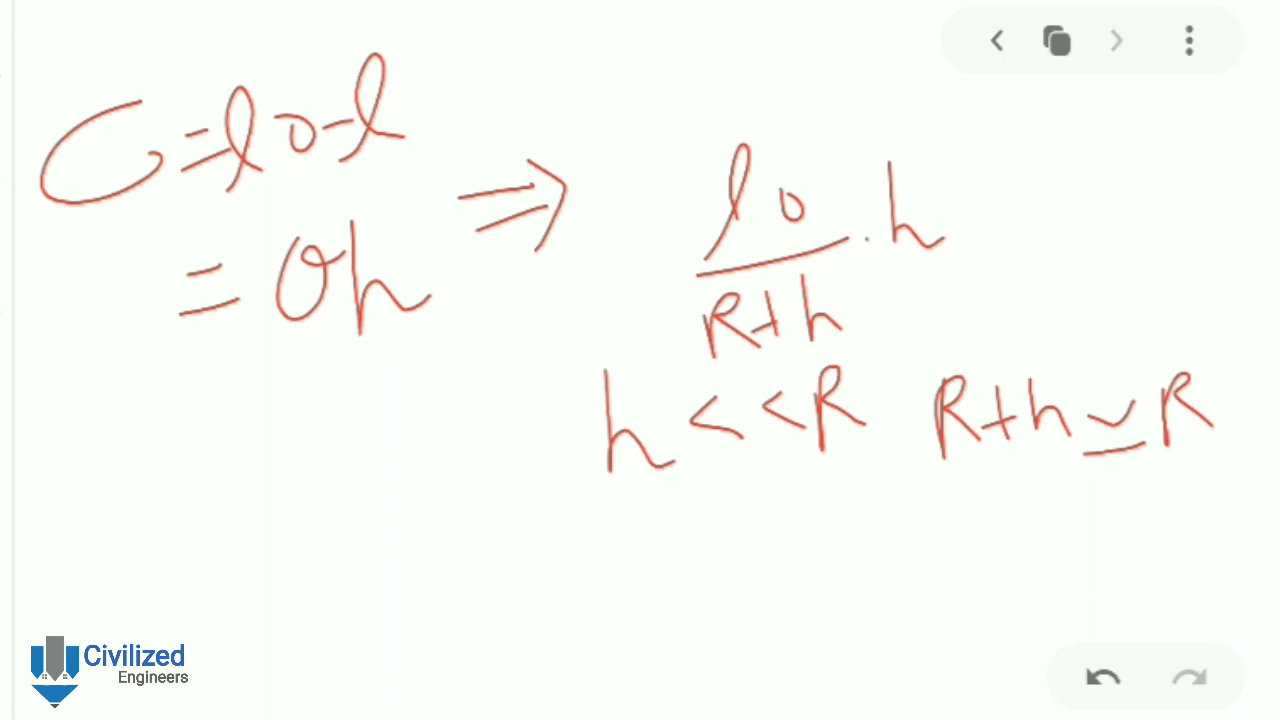 C = l0 - l
= θh
⇒ l0 / R+h . h
h << R R+h ≃ R
Civilized
Engineers